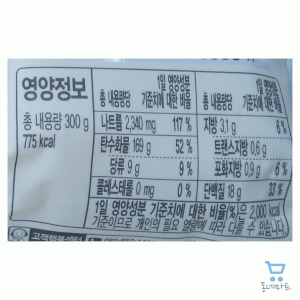 영양정보
총 내용량 300 g
775 kcal
총 내용량당 1일 영양성분 기준치에 대한 비율
나트륨 2,340 mg 117 %
탄수화물 169 g 52 %
당류 9 g 9 %
콜레스테롤 0 mg 0 %
총 내용량당 1일 영양성분 기준치에 대한 비율
지방 3.1 g 6 %
트랜스지방 0.6 g
포화지방 0.9 g 6 %
단백질 18 g 33 %
1일 영양성분 기준치에 대한 비율(%)은 2,000 kcal
기준이므로 개인의 필요 열량에 따라 다를 수 있습니다.